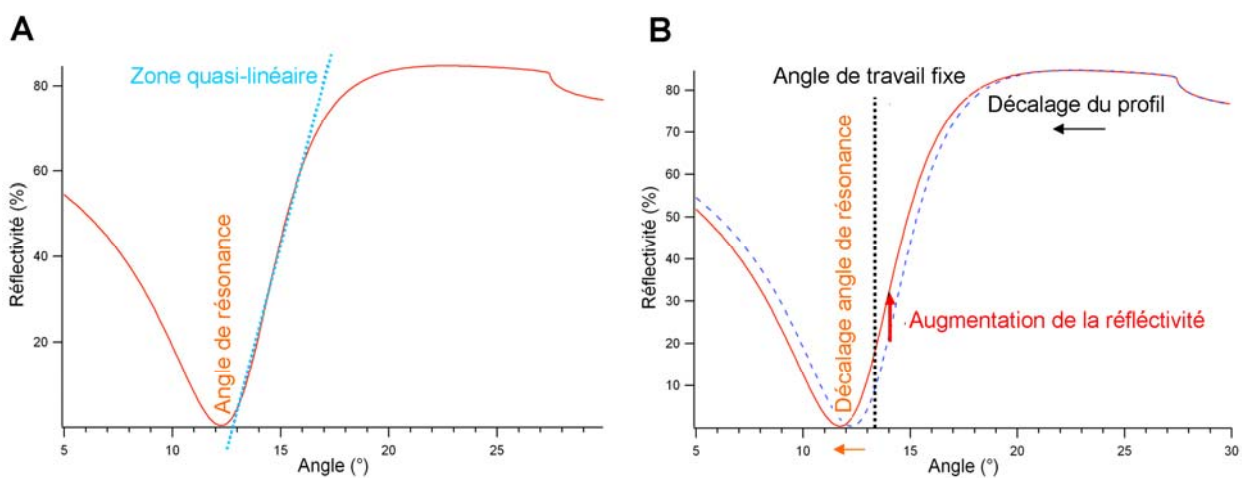 A
Zone quasi-linéaire
Angle de résonance
Réflectivité (%)
80
60
40
20
5
10
15
20
25
Angle (°)
B
Angle de travail fixe
Décalage du profil
Décalage angle de résonance
Augmentation de la réfléctivité
Réflectivité (%)
80
70
60
50
40
30
20
10
5
10
15
20
25
30
Angle (°)